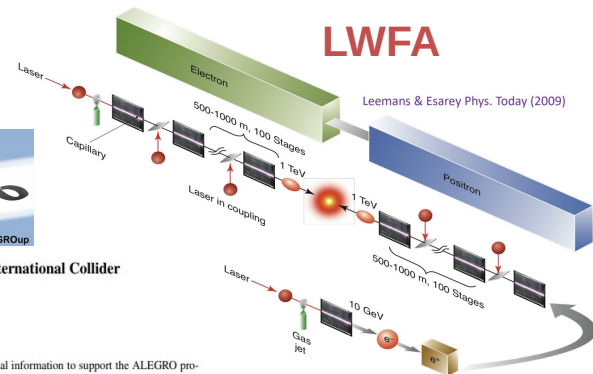 LWFA
Leemans & Esarey Phys. Today (2009)
Electron
Laser
Capillary
500-1000 m, 100 Stages
Laser in coupling
1 TeV
1 TeV
Positron
500-1000 m, 100 Stages
GROup
ternational Collider
Laser
Gas
jet
10 GeV
e⁻
e⁺
al information to support the ALEGRO pro-